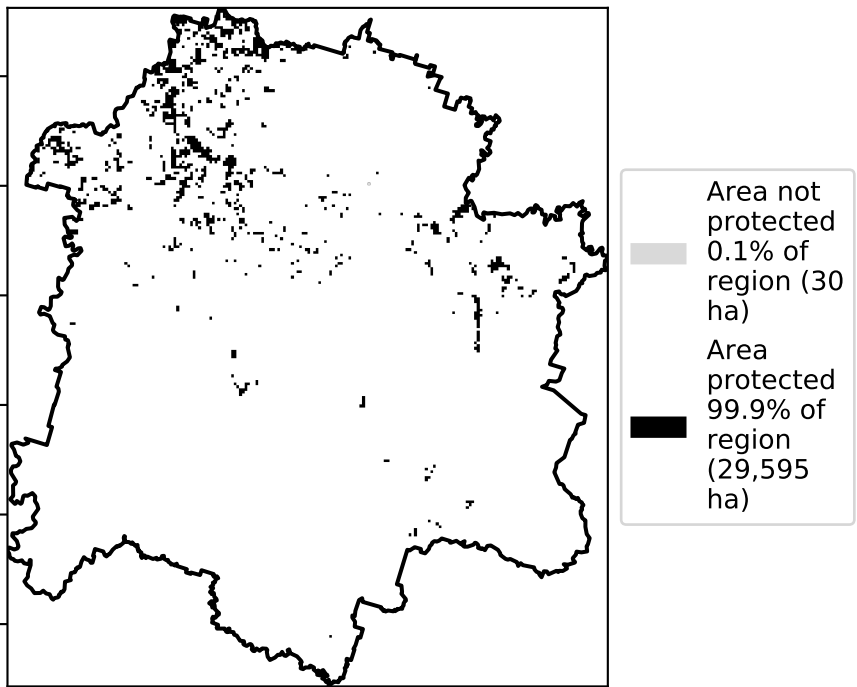 Area not
protected
0.1% of
region (30
ha)
Area
protected
99.9% of
region
(29,595
ha)